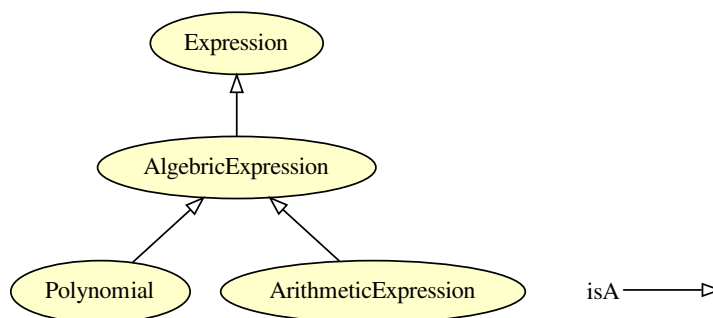 Expression
AlgebricExpression
Polynomial
ArithmeticExpression
isA